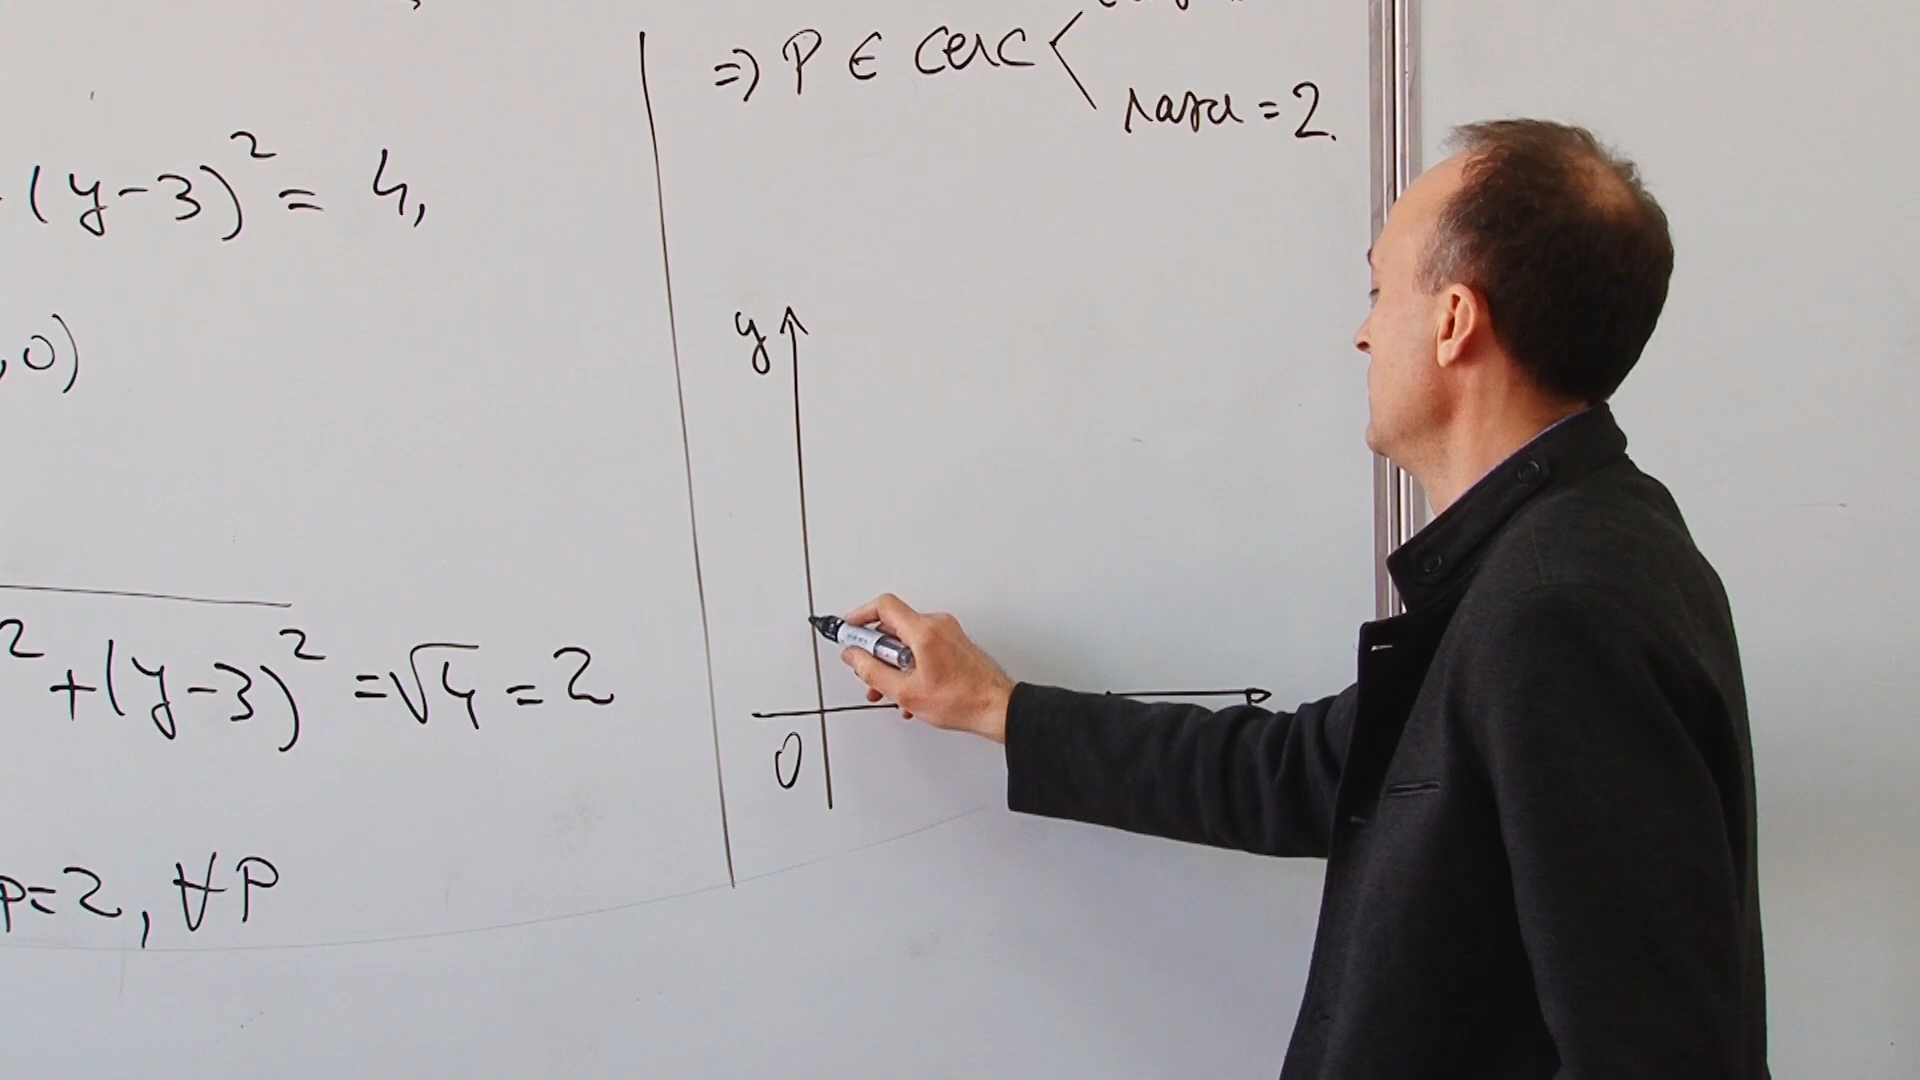 (y-3)² = 4,
,0)
² + (y-3)² = √4 = 2
p=2, ∀P
=> P ∈ cerc
raza = 2.
y
0